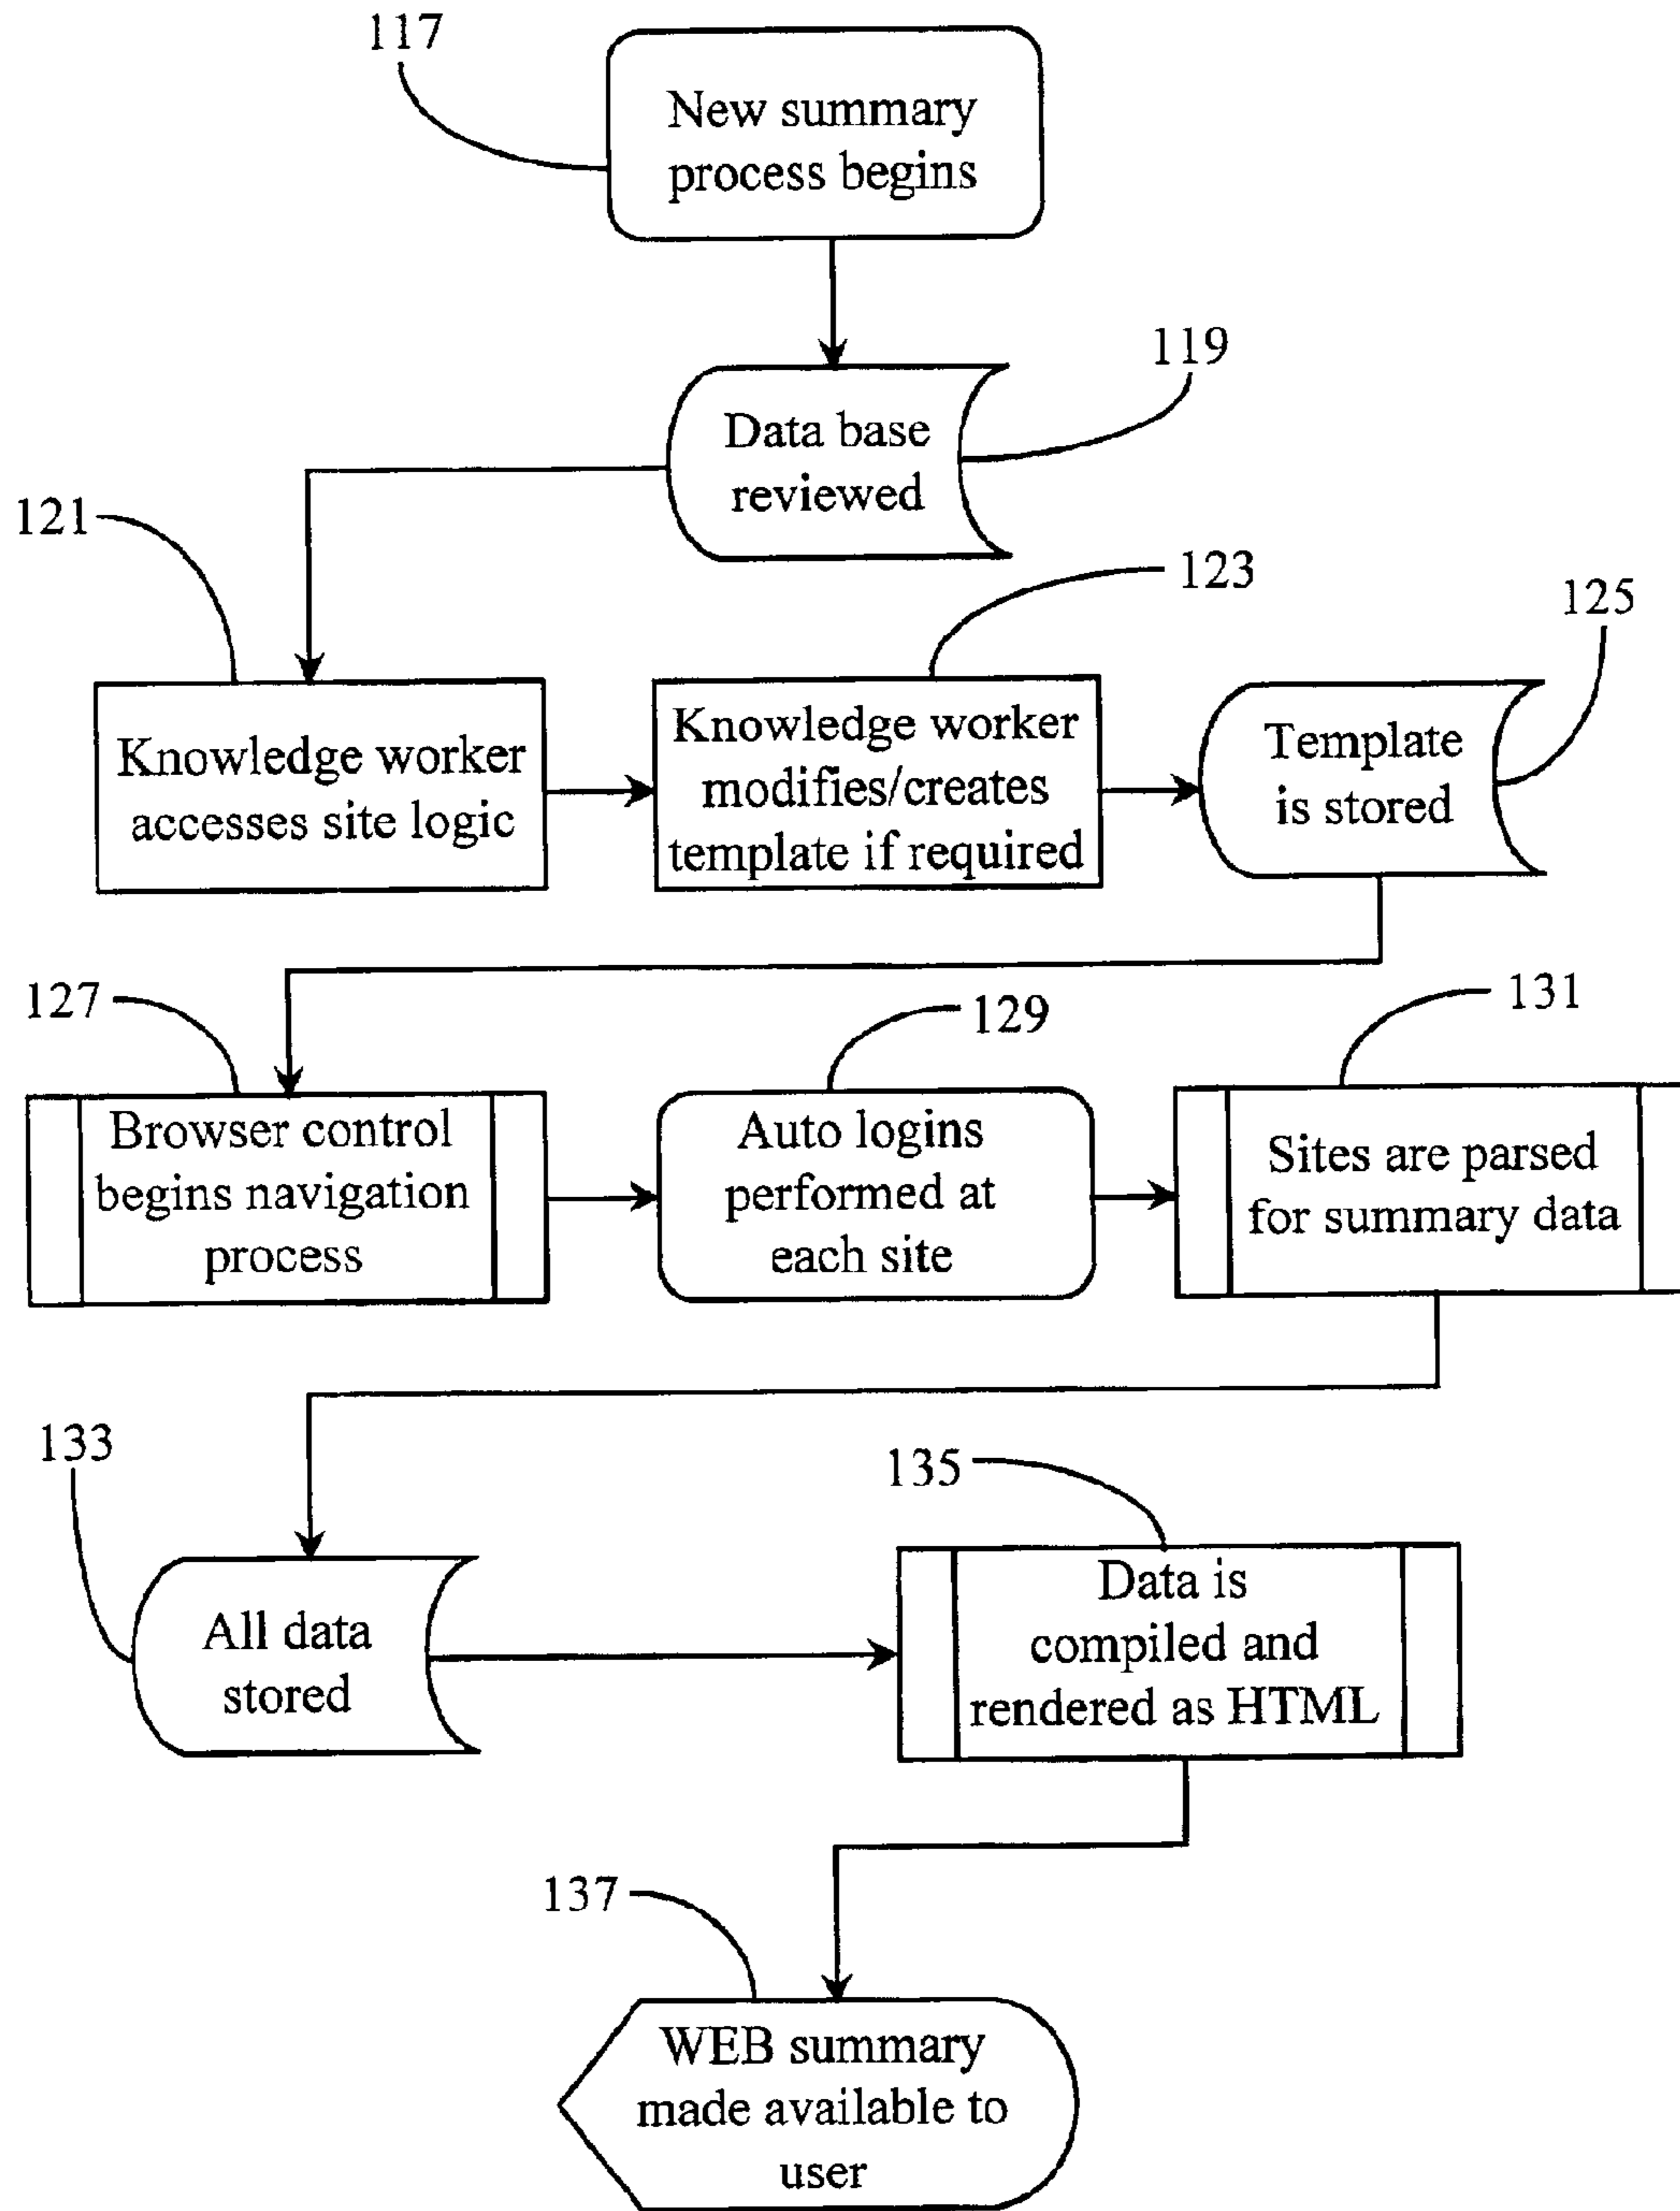 117
New summary
process begins
119
Data base
reviewed
121
123
125
Knowledge worker
accesses site logic
Knowledge worker
modifies/creates
template if required
Template
is stored
127
129
131
Browser control
begins navigation
process
Auto logins
performed at
each site
Sites are parsed
for summary data
133
135
All data
stored
Data is
compiled and
rendered as HTML
137
WEB summary
made available to
user